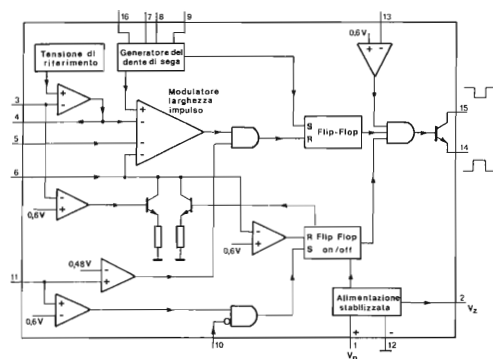 16 7 8 9 13
Tensione di
riferimento
Generatore del
dente di sega
0,6V
+ -
Modulatore
larghezza
impulso
3
4
5
6
11
15
14
+
-
+
-
-
-
S
R
Flip-Flop
0,6V
-
+
0,6V
-
+
R
S
Flip Flop
on/off
0,48V
-
+
0,6V
+
-
10
Alimentazione
stabilizzata
2
Vz
+ -
1 12
Vp